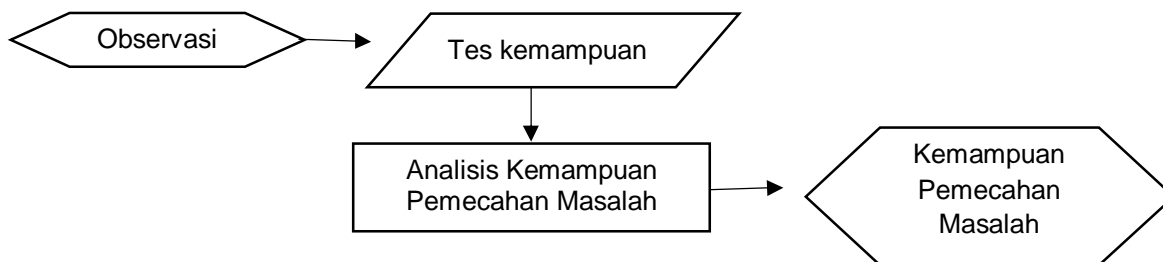 Observasi
Tes kemampuan
Analisis Kemampuan
Pemecahan Masalah
Kemampuan
Pemecahan
Masalah